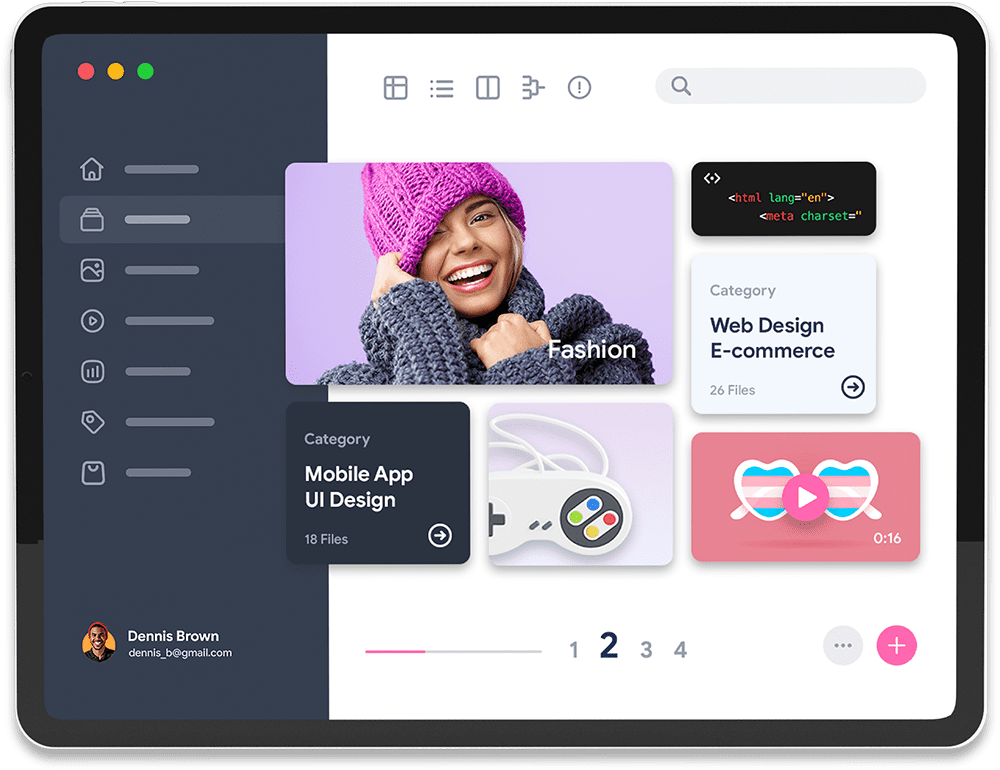 <html lang="en">
<meta charset="
Fashion
Category
Web Design
E-commerce
26 Files
Category
Mobile App
UI Design
18 Files
0:16
Dennis Brown
dennis_b@gmail.com
1 2 3 4